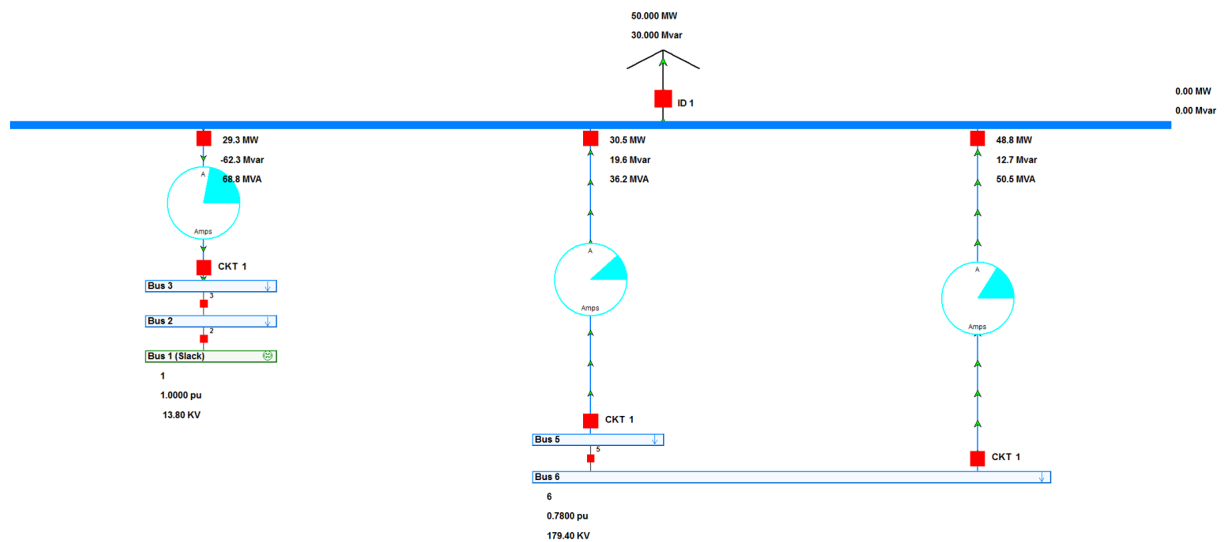 50.000 MW
30.000 Mvar
ID 1
0.00 MW
0.00 Mvar
29.3 MW
-62.3 Mvar
68.8 MVA
A
Amps
CKT 1
Bus 3
3
Bus 2
2
Bus 1 (Slack)
1
1.0000 pu
13.80 KV
30.5 MW
19.6 Mvar
36.2 MVA
A
Amps
CKT 1
Bus 5
5
Bus 6
6
0.7800 pu
179.40 KV
48.8 MW
12.7 Mvar
50.5 MVA
A
Amps
CKT 1